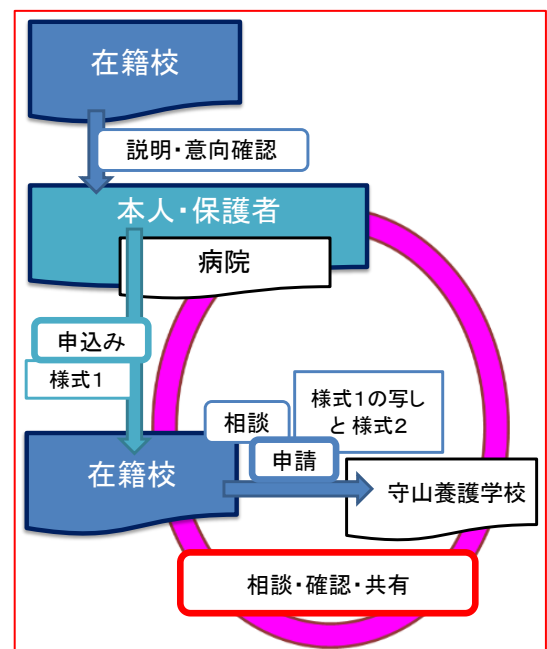 在籍校
説明・意向確認
本人・保護者
病院
申込み
様式１
相談
様式１の写し
と 様式２
申請
在籍校
守山養護学校
相談・確認・共有